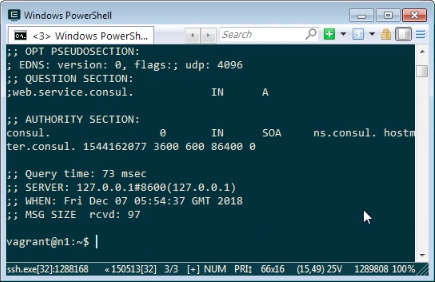 Windows PowerShell
<3> Windows PowerSh...
Search
;; OPT PSEUDOSECTION:
; EDNS: version: 0, flags:; udp: 4096
;; QUESTION SECTION:
;web.service.consul. IN A
;; AUTHORITY SECTION:
consul. 0 IN SOA ns.consul. hostm
ter.consul. 1544162077 3600 600 86400 0
;; Query time: 73 msec
;; SERVER: 127.0.0.1#8600(127.0.0.1)
;; WHEN: Fri Dec 07 05:54:37 GMT 2018
;; MSG SIZE rcvd: 97
vagrant@n1:~$
ssh.exe[32]:1288168 «150513[32] 3/3 [+] NUM PRI↕ 66x16 (15,49) 25V 1289808 100%